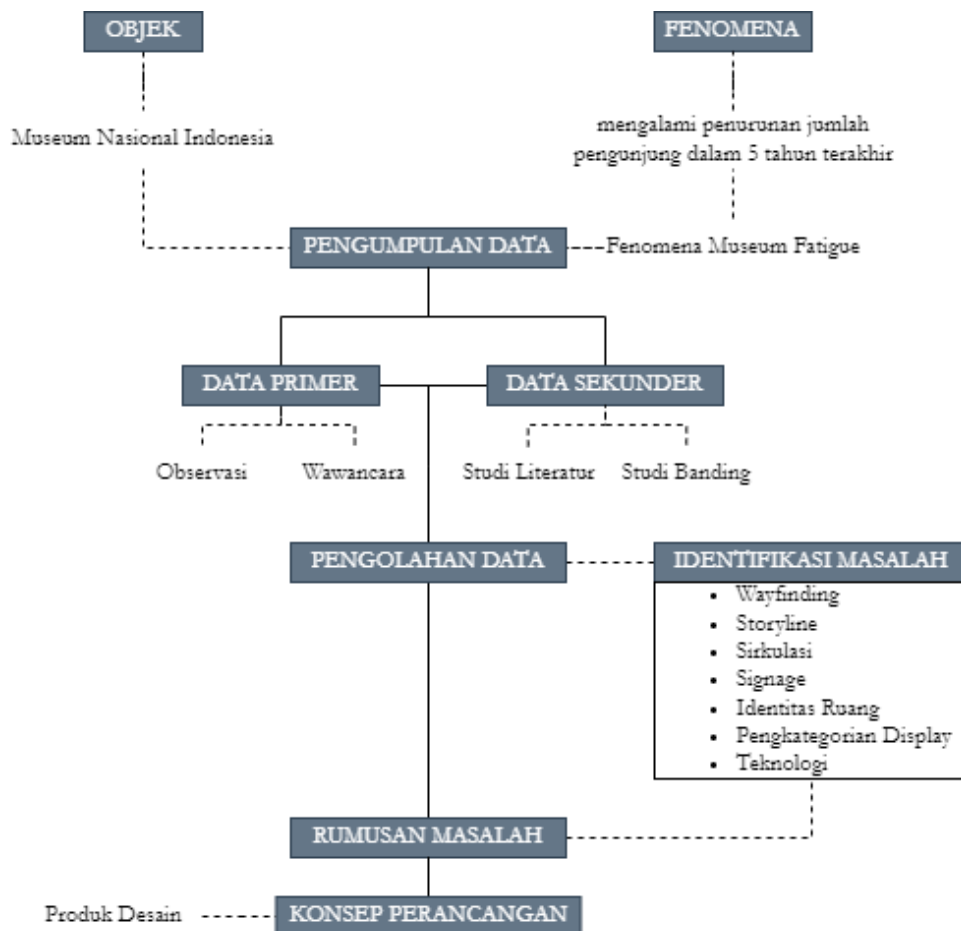 OBJEK
FENOMENA
Museum Nasional Indonesia
mengalami penurunan jumlah
pengunjung dalam 5 tahun terakhir
PENGUMPULAN DATA
Fenomena Museum Fatigue
DATA PRIMER
DATA SEKUNDER
Observasi
Wawancara
Studi Literatur
Studi Banding
PENGOLAHAN DATA
IDENTIFIKASI MASALAH
• Wayfinding
• Storyline
• Sirkulasi
• Signage
• Identitas Ruang
• Pengkategorian Display
• Teknologi
RUMUSAN MASALAH
Produk Desain
KONSEP PERANCANGAN